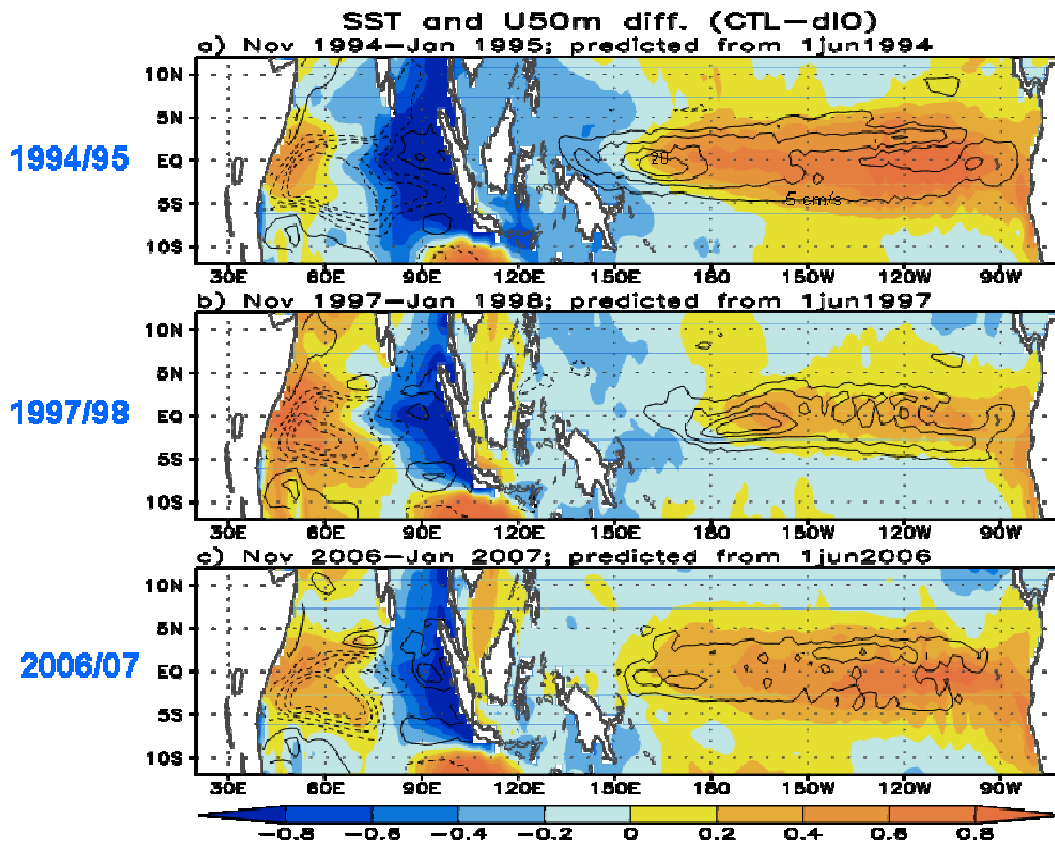 SST and U50m diff. (CTL-dIO)
a) Nov 1994-Jan 1995; predicted from 1jun1994
1994/95
10N
5N
EQ
5S
10S
20
5 cm/s
30E 60E 90E 120E 150E 180 150W 120W 90W
b) Nov 1997-Jan 1998; predicted from 1jun1997
1997/98
10N
5N
EQ
5S
10S
30E 60E 90E 120E 150E 180 150W 120W 90W
c) Nov 2006-Jan 2007; predicted from 1jun2006
2006/07
10N
5N
EQ
5S
10S
30E 60E 90E 120E 150E 180 150W 120W 90W
-0.8 -0.6 -0.4 -0.2 0 0.2 0.4 0.6 0.8